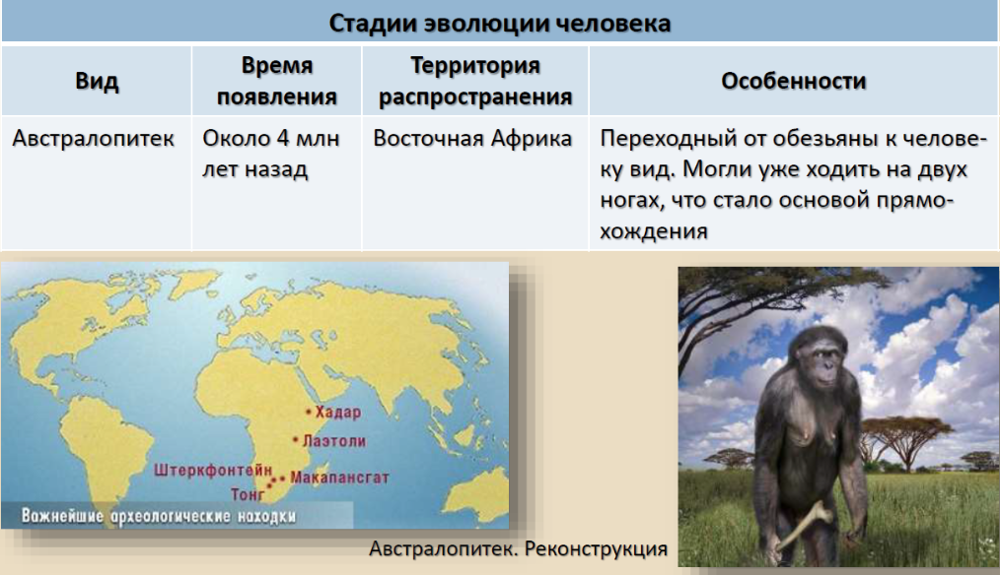 Стадии эволюции человека
Вид
Время
появления
Территория
распространения
Особенности
Австралопитек
Около 4 млн
лет назад
Восточная Африка
Переходный от обезьяны к челове-
ку вид. Могли уже ходить на двух
ногах, что стало основой прямо-
хождения
Хадар
Лаэтоли
Штеркфонтейн
Макапансгат
Тонг
Важнейшие археологические находки
Австралопитек. Реконструкция